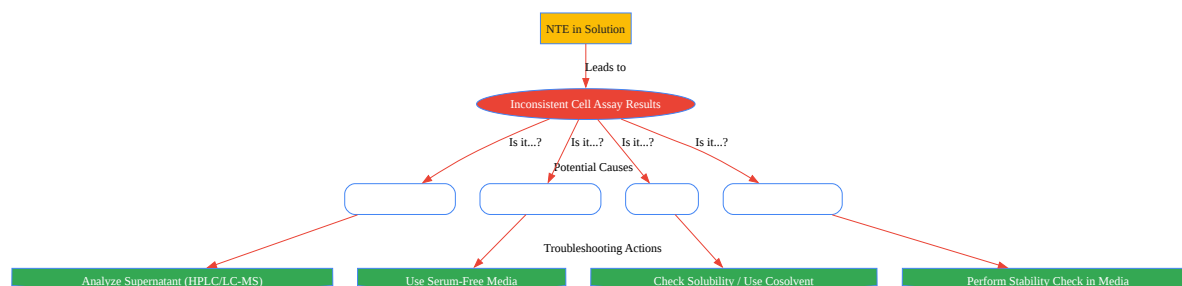 NTE in Solution
Leads to
Inconsistent Cell Assay Results
Is it...?
Is it...?
Is it...?
Is it...?
Potential Causes
Troubleshooting Actions
Analyze Supernatant (HPLC/LC-MS)
Use Serum-Free Media
Check Solubility / Use Cosolvent
Perform Stability Check in Media